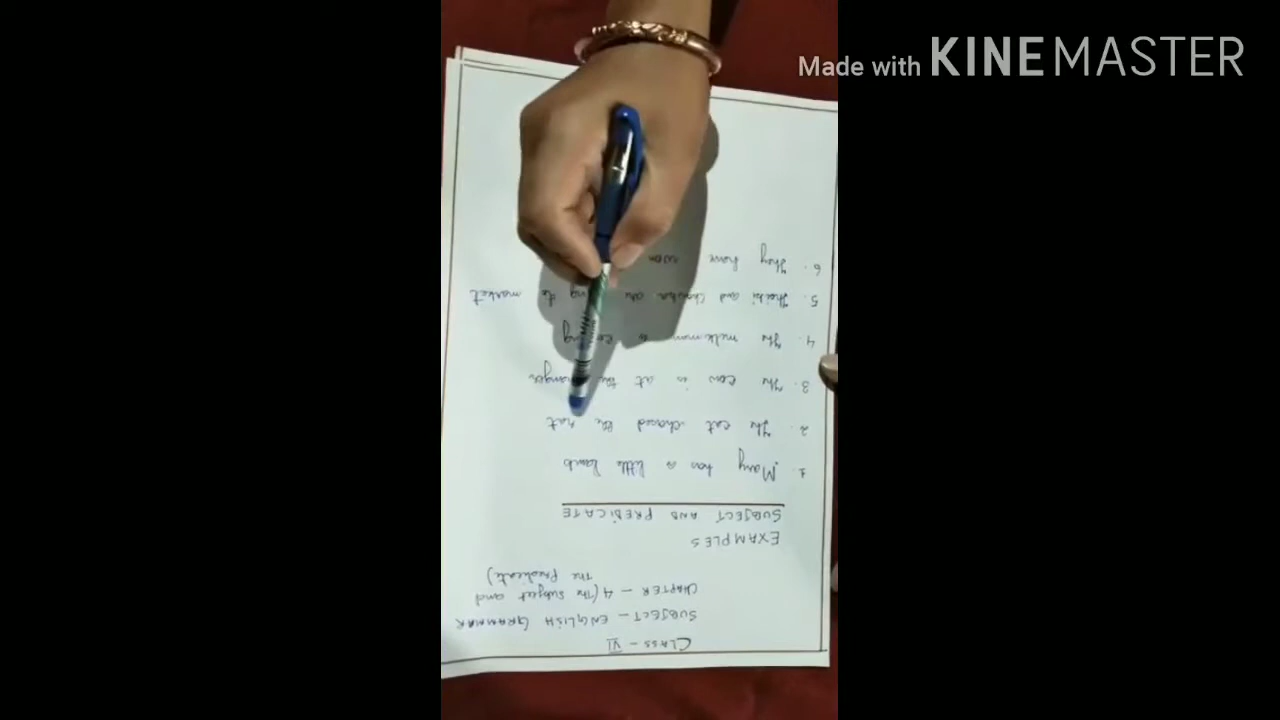 Made with KINEMASTER
CLASS - VI
SUBJECT - ENGLISH GRAMMAR
CHAPTER - 4 (The Subject and
The Predicate)
EXAMPLES
SUBJECT AND PREDICATE
1. Mary has a little lamb
2. The cat chased the rat
3. The cow is at the
4. The milkman is
5. and are the market
6. They have won